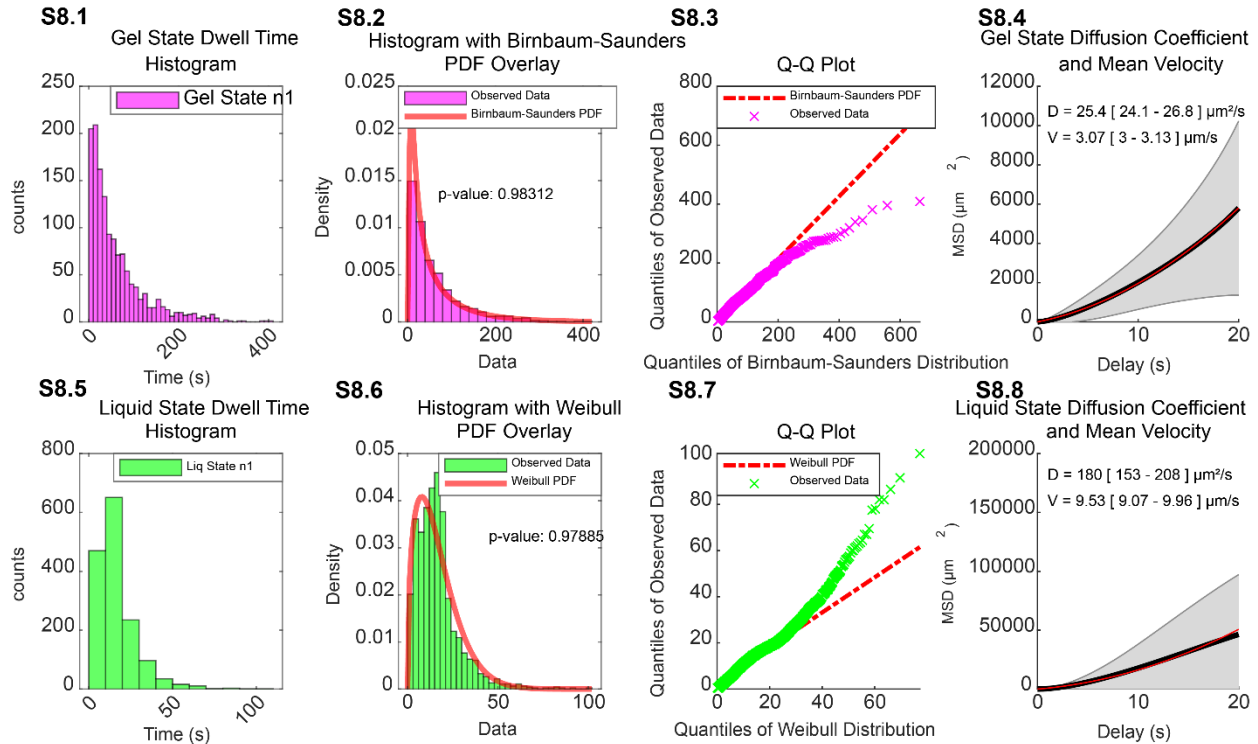 S8.1
Gel State Dwell Time
Histogram
250
200
150
100
50
0
counts
Gel State n1
0
200
400
Time (s)
S8.2
Histogram with Birnbaum-Saunders
PDF Overlay
0.025
0.02
0.015
0.01
0.005
0
Density
Observed Data
Birnbaum-Saunders PDF
p-value: 0.98312
0
100
200
300
400
Data
S8.3
Q-Q Plot
800
600
400
200
0
Quantiles of Observed Data
Birnbaum-Saunders PDF
Observed Data
0
200
400
600
Quantiles of Birnbaum-Saunders Distribution
S8.4
Gel State Diffusion Coefficient
and Mean Velocity
12000
10000
8000
6000
4000
2000
0
MSD (µm 2 )
D = 25.4 [ 24.1 - 26.8 ] µm²/s
V = 3.07 [ 3 - 3.13 ] µm/s
0
10
20
Delay (s)
S8.5
Liquid State Dwell Time
Histogram
800
600
400
200
0
counts
Liq State n1
0
50
100
Time (s)
S8.6
Histogram with Weibull
PDF Overlay
0.05
0.04
0.03
0.02
0.01
0
Density
Observed Data
Weibull PDF
p-value: 0.97885
0
50
100
Data
S8.7
Q-Q Plot
100
80
60
40
20
0
Quantiles of Observed Data
Weibull PDF
Observed Data
0
20
40
60
Quantiles of Weibull Distribution
S8.8
Liquid State Diffusion Coefficient
and Mean Velocity
200000
150000
100000
50000
0
MSD (µm 2 )
D = 180 [ 153 - 208 ] µm²/s
V = 9.53 [ 9.07 - 9.96 ] µm/s
0
10
20
Delay (s)